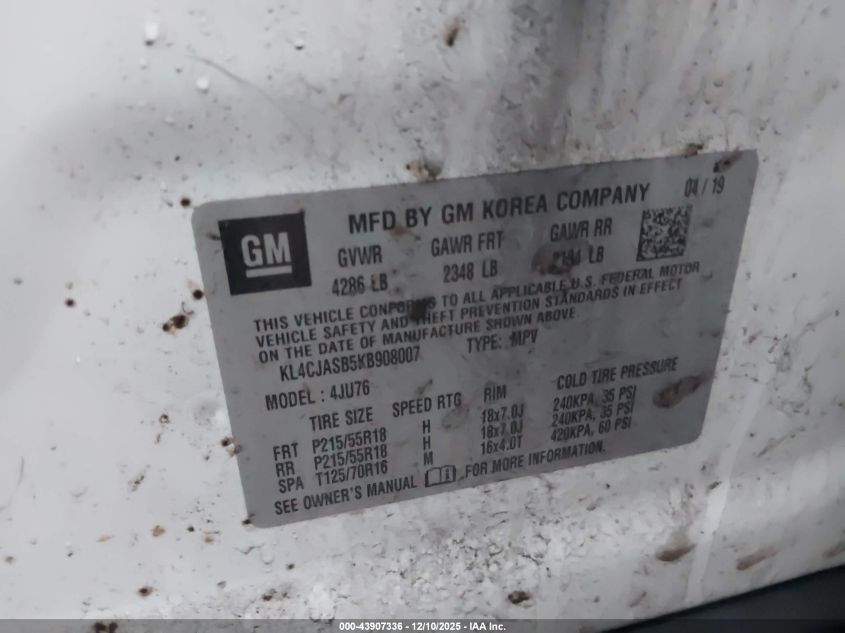 GM
MFD BY GM KOREA COMPANY 04 / 19
GVWR GAWR FRT GAWR RR
4286 LB 2348 LB 2194 LB
THIS VEHICLE CONFORMS TO ALL APPLICABLE U.S. FEDERAL MOTOR
VEHICLE SAFETY AND THEFT PREVENTION STANDARDS IN EFFECT
ON THE DATE OF MANUFACTURE SHOWN ABOVE
KL4CJASB5KB908007 TYPE: MPV
MODEL : 4JU76
TIRE SIZE SPEED RTG RIM COLD TIRE PRESSURE
FRT P215/55R18 H 18x7.0J 240KPA, 35 PSI
RR P215/55R18 H 18x7.0J 240KPA, 35 PSI
SPA T125/70R16 M 16x4.0T 420KPA, 60 PSI
SEE OWNER'S MANUAL FOR MORE INFORMATION.
000-43907336 - 12/10/2025 - IAA Inc.